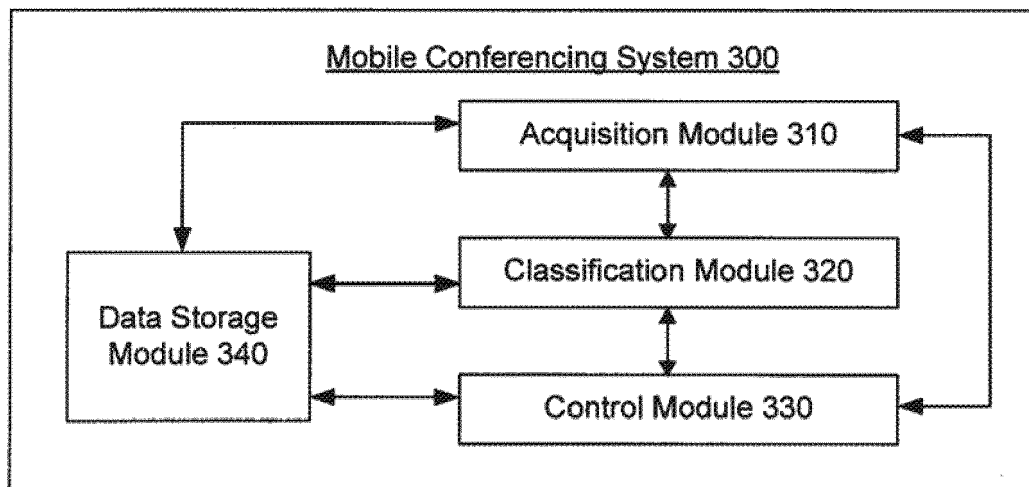 Mobile Conferencing System 300
Acquisition Module 310
Classification Module 320
Data Storage
Module 340
Control Module 330